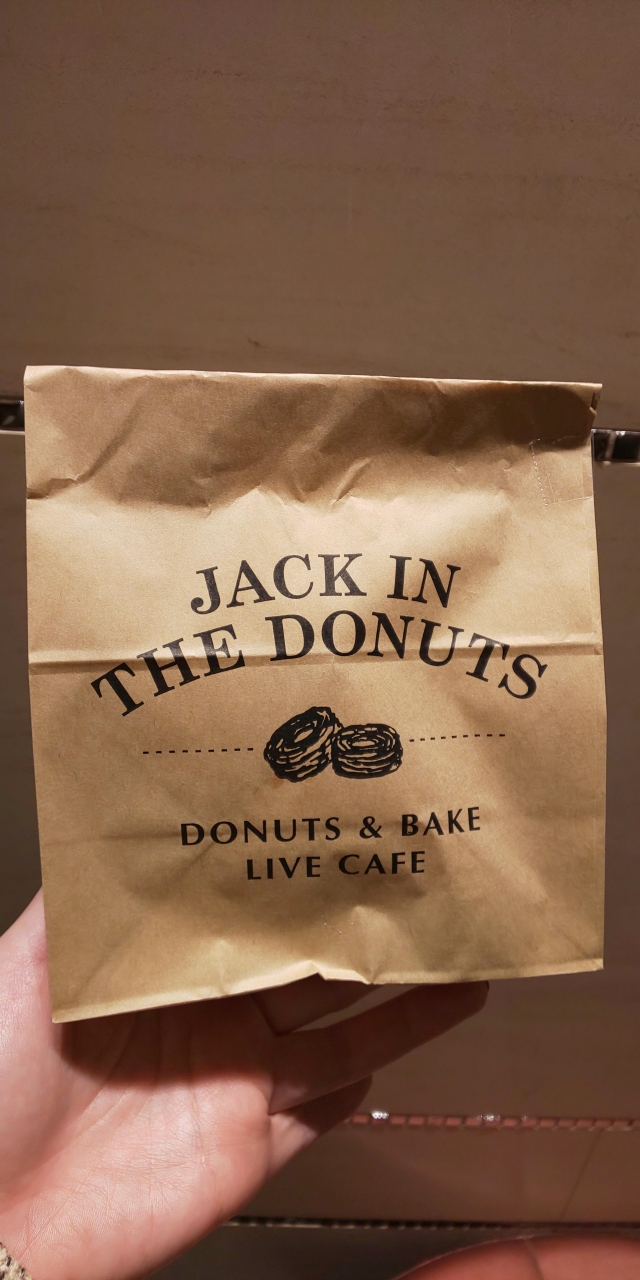 JACK IN
THE DONUTS
DONUTS & BAKE
LIVE CAFE